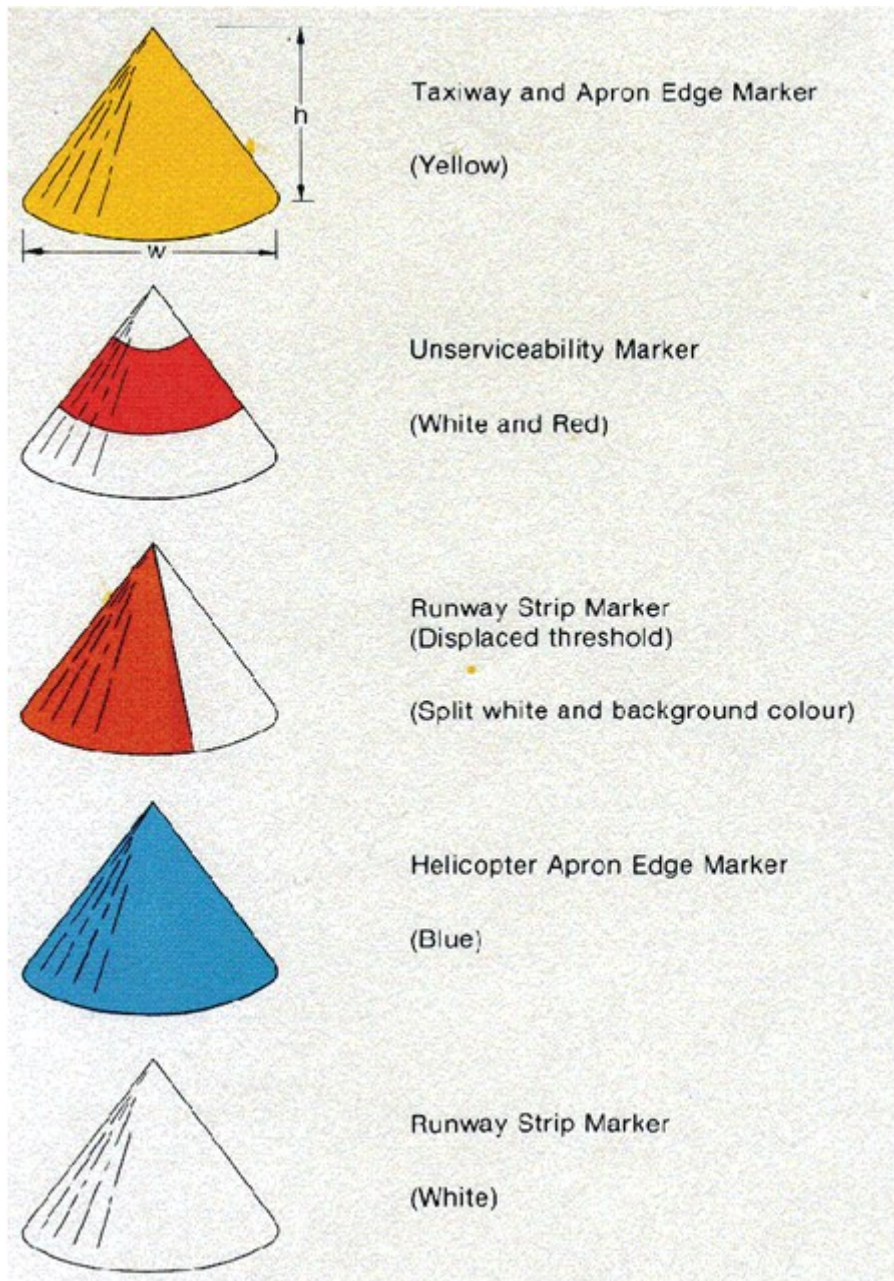 h
Taxiway and Apron Edge Marker
(Yellow)
w
Unserviceability Marker
(White and Red)
Runway Strip Marker
(Displaced threshold)
(Split white and background colour)
Helicopter Apron Edge Marker
(Blue)
Runway Strip Marker
(White)